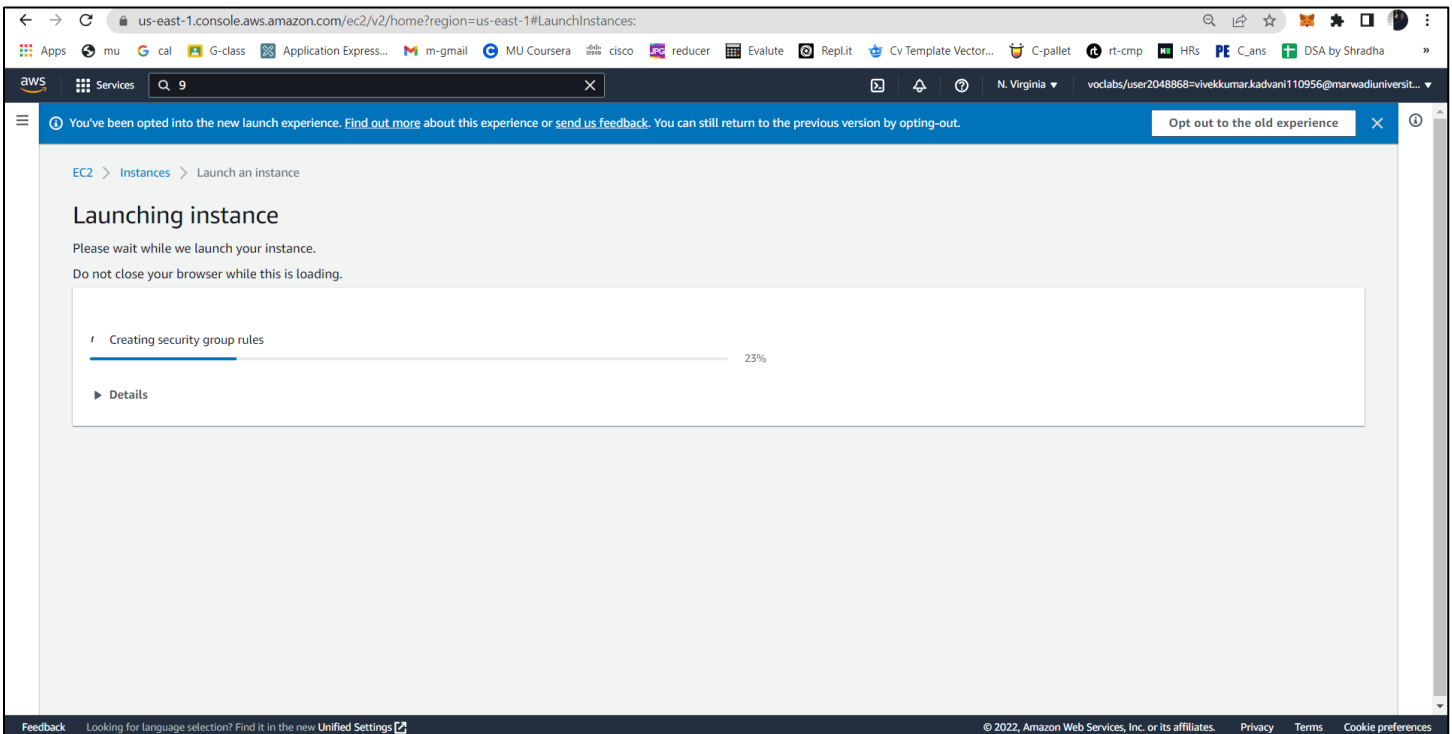 us-east-1.console.aws.amazon.com/ec2/v2/home?region=us-east-1#LaunchInstances:
Apps mu G cal G-class Application Express... m-gmail MU Coursera cisco JPG reducer Evalute Repl.it Cv Template Vector... C-pallet rt rt-cmp HRs PE C_ans DSA by Shradha »
aws Services 9 N. Virginia voclabs/user2048868=vivekkumar.kadvani110956@marwadiuniversit...
You've been opted into the new launch experience. Find out more about this experience or send us feedback. You can still return to the previous version by opting-out. Opt out to the old experience
EC2 > Instances > Launch an instance
Launching instance
Please wait while we launch your instance.
Do not close your browser while this is loading.
Creating security group rules
23%
Details
Feedback Looking for language selection? Find it in the new Unified Settings © 2022, Amazon Web Services, Inc. or its affiliates. Privacy Terms Cookie preferences